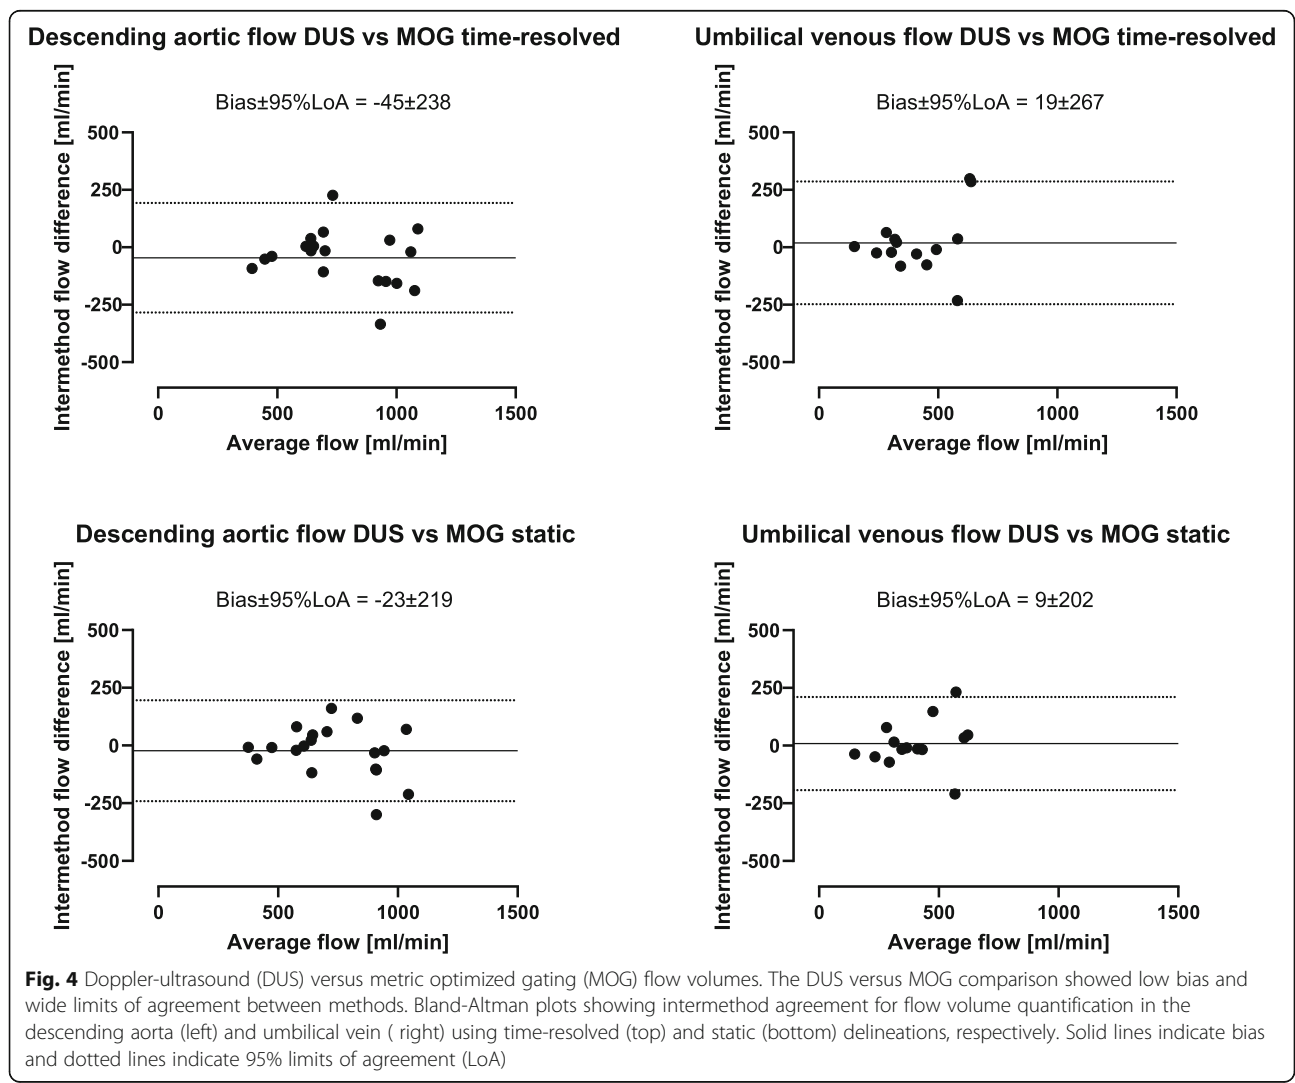 Descending aortic flow DUS vs MOG time-resolved
Bias±95%LoA = -45±238
Intermethod flow difference [ml/min]
500
250
0
-250
-500
0 500 1000 1500
Average flow [ml/min]
Umbilical venous flow DUS vs MOG time-resolved
Bias±95%LoA = 19±267
Intermethod flow difference [ml/min]
500
250
0
-250
-500
0 500 1000 1500
Average flow [ml/min]
Descending aortic flow DUS vs MOG static
Bias±95%LoA = -23±219
Intermethod flow difference [ml/min]
500
250
0
-250
-500
0 500 1000 1500
Average flow [ml/min]
Umbilical venous flow DUS vs MOG static
Bias±95%LoA = 9±202
Intermethod flow difference [ml/min]
500
250
0
-250
-500
0 500 1000 1500
Average flow [ml/min]
Fig. 4 Doppler-ultrasound (DUS) versus metric optimized gating (MOG) flow volumes. The DUS versus MOG comparison showed low bias and
wide limits of agreement between methods. Bland-Altman plots showing intermethod agreement for flow volume quantification in the
descending aorta (left) and umbilical vein ( right) using time-resolved (top) and static (bottom) delineations, respectively. Solid lines indicate bias
and dotted lines indicate 95% limits of agreement (LoA)